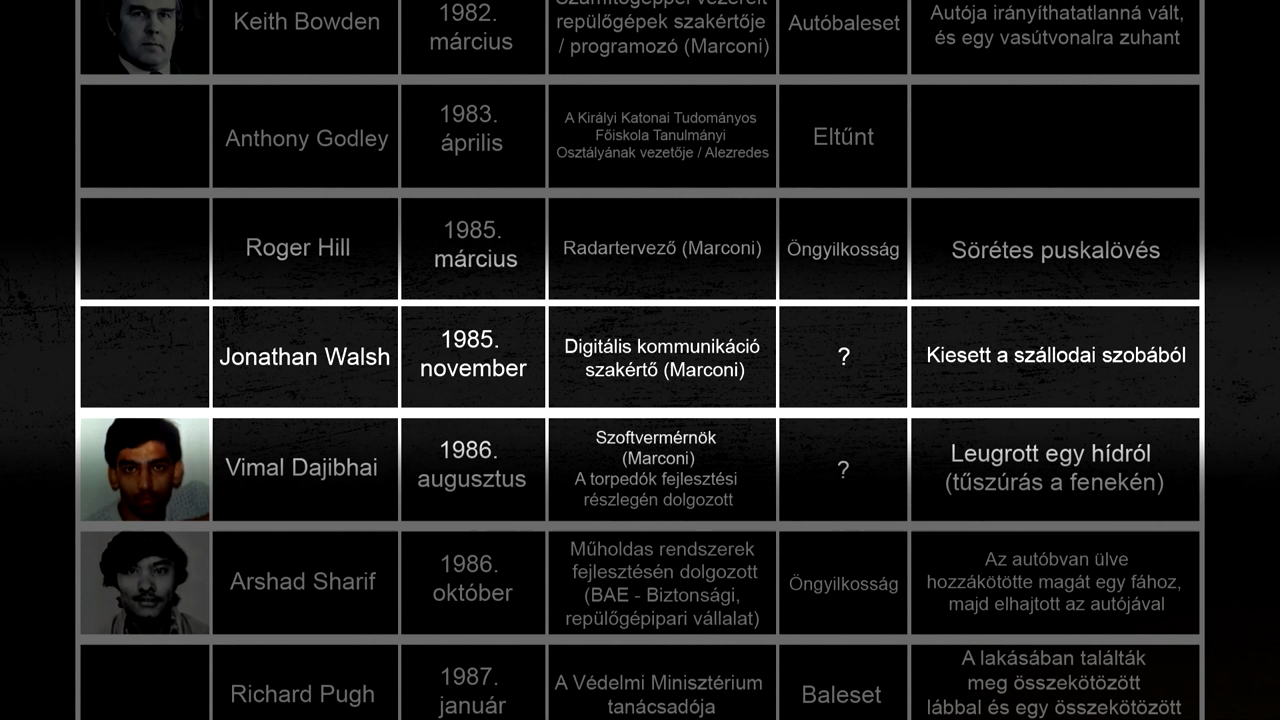 Keith Bowden
1982.
március
Számítógéppel vezérelt
repülőgépek szakértője
/ programozó (Marconi)
Autóbaleset
Autója irányíthatatlanná vált,
és egy vasútvonalra zuhant
Anthony Godley
1983.
április
A Királyi Katonai Tudományos
Főiskola Tanulmányi
Osztályának vezetője / Alezredes
Eltűnt
Roger Hill
1985.
március
Radartervező (Marconi)
Öngyilkosság
Sörétes puskalövés
Jonathan Walsh
1985.
november
Digitális kommunikáció
szakértő (Marconi)
?
Kiesett a szállodai szobából
Vimal Dajibhai
1986.
augusztus
Szoftvermérnök
(Marconi)
A torpedók fejlesztési
részlegén dolgozott
?
Leugrott egy hídról
(tűszúrás a fenekén)
Arshad Sharif
1986.
október
Műholdas rendszerek
fejlesztésén dolgozott
(BAE - Biztonsági,
repülőgépipari vállalat)
Öngyilkosság
Az autóbvan ülve
hozzákötötte magát egy fához,
majd elhajtott az autójával
Richard Pugh
1987.
január
A Védelmi Minisztérium
tanácsadója
Baleset
A lakásában találták
meg összekötözött
lábbal és egy összekötözött